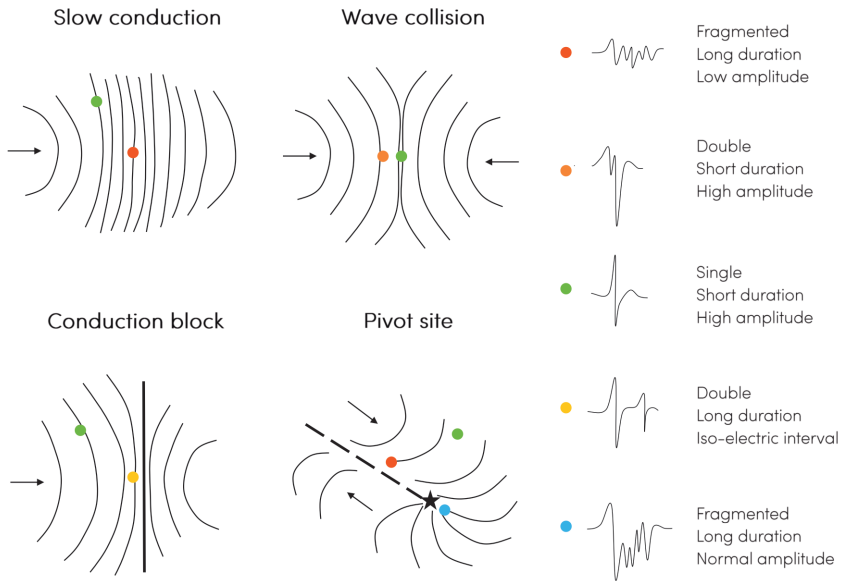 Slow conduction
Wave collision
Fragmented
Long duration
Low amplitude
Double
Short duration
High amplitude
Single
Short duration
High amplitude
Conduction block
Pivot site
Double
Long duration
Iso-electric interval
Fragmented
Long duration
Normal amplitude